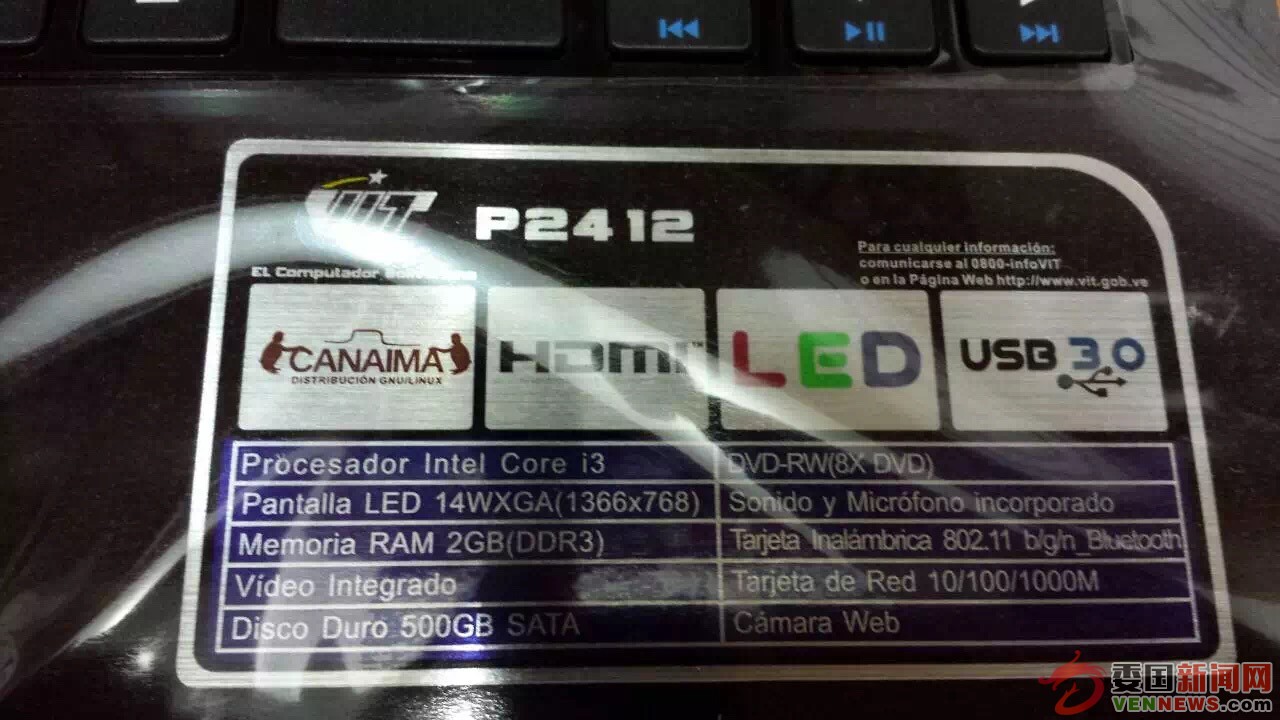 VIT
P2412
EL Computador
Para cualquier información:
comunicarse al 0800-infoVIT
o en la Página Web http://www.vit.gob.ve
CANAIMA
DISTRIBUCIÓN GNU/LINUX
HDMI™
LED
USB 3.0
Procesador Intel Core i3
DVD-RW(8X DVD)
Pantalla LED 14WXGA(1366x768)
Sonido y Micrófono incorporado
Memoria RAM 2GB(DDR3)
Tarjeta Inalámbrica 802.11 b/g/n_Bluetooth
Vídeo Integrado
Tarjeta de Red 10/100/1000M
Disco Duro 500GB SATA
Cámara Web
委国新闻网
VENNEWS.com